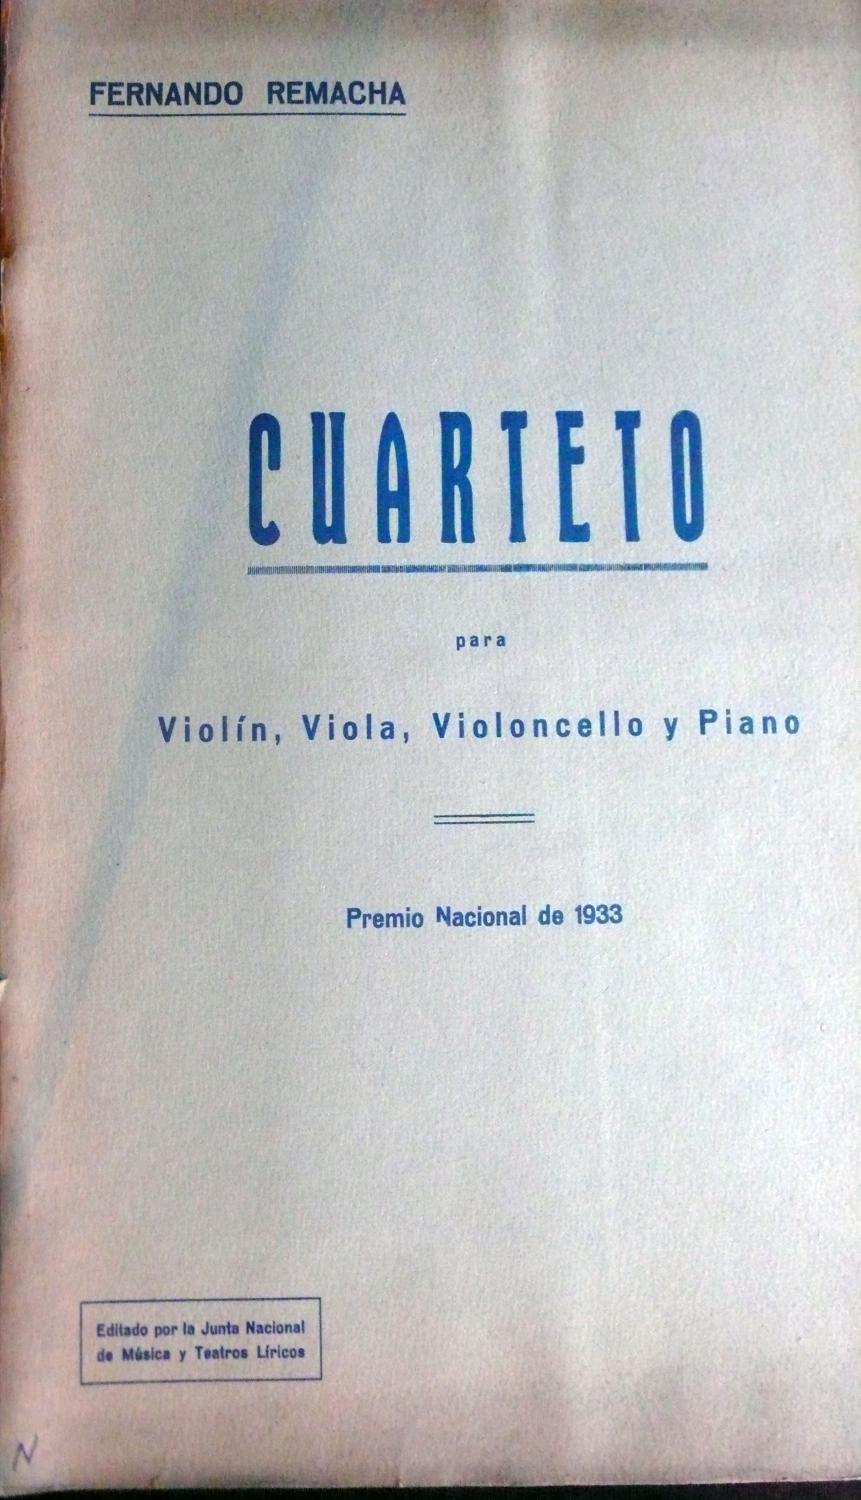 FERNANDO REMACHA
CUARTETO
para
Violín, Viola, Violoncello y Piano
Premio Nacional de 1933
Editado por la Junta Nacional
de Música y Teatros Líricos
N